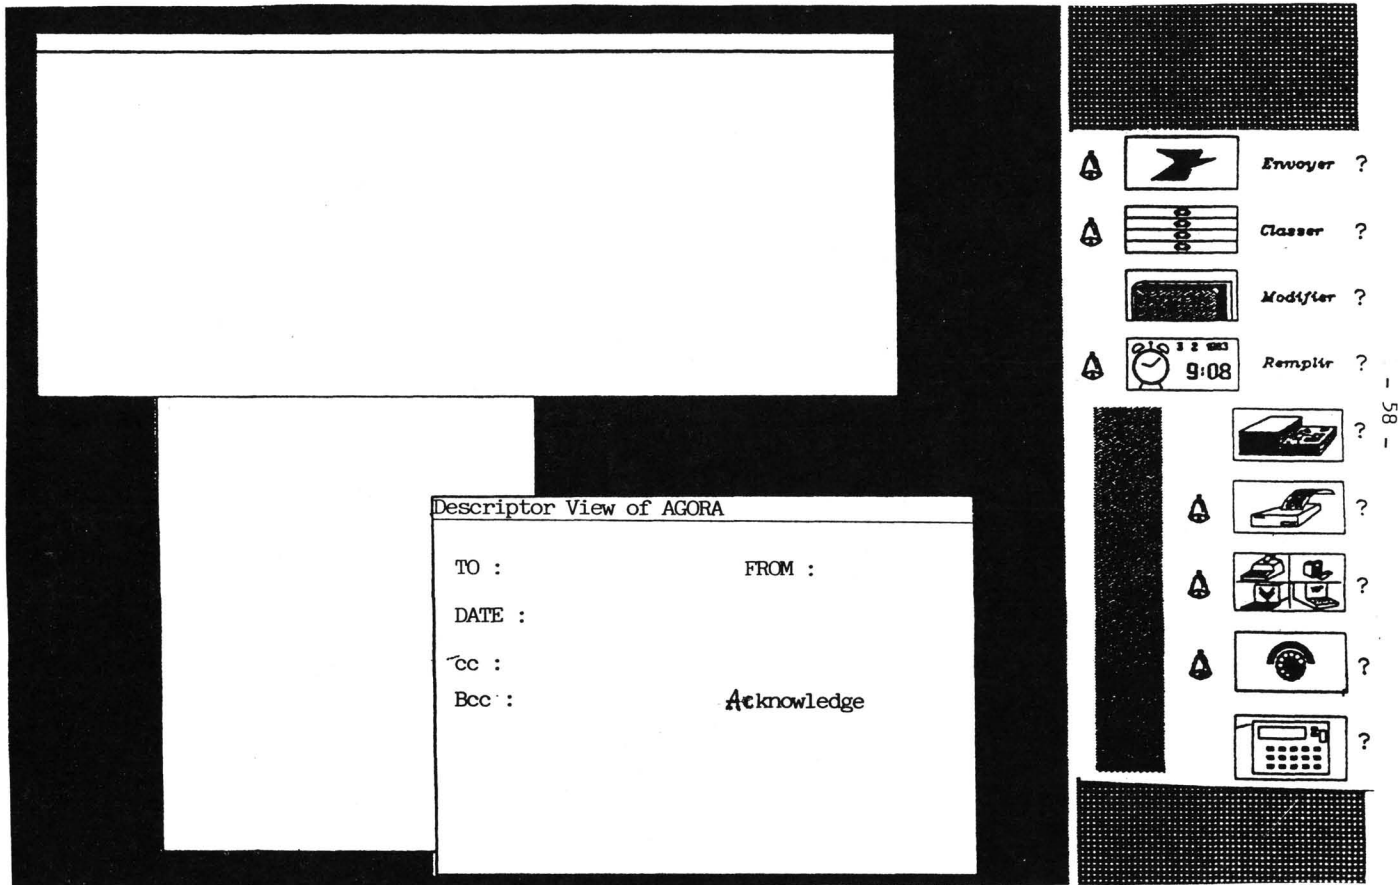 Descriptor View of AGORA
TO : FROM :
DATE :
cc :
Bcc :
Acknowledge
Envoyer ?
Classer ?
Modifier ?
3 2 1983
9:08
Remplir ?
?
?
?
?
?
- 58 -